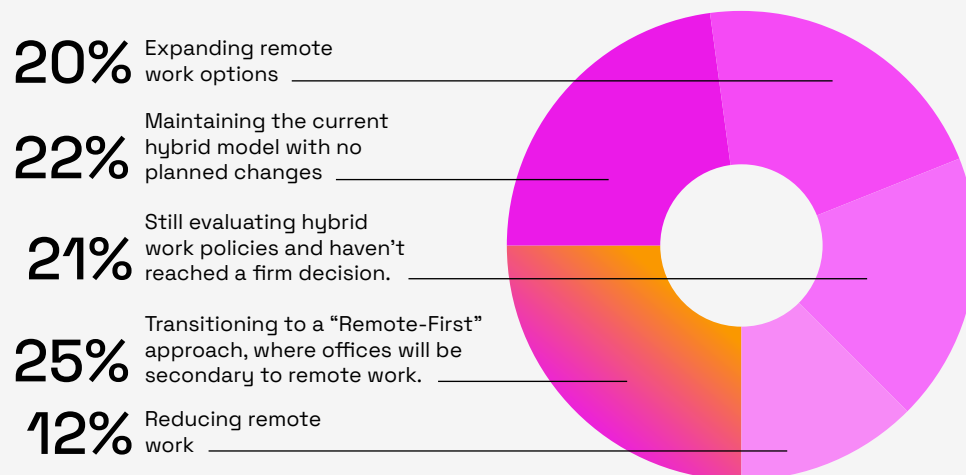 20% Expanding remote
work options
22% Maintaining the current
hybrid model with no
planned changes
21% Still evaluating hybrid
work policies and haven't
reached a firm decision.
25% Transitioning to a “Remote-First”
approach, where offices will be
secondary to remote work.
12% Reducing remote
work